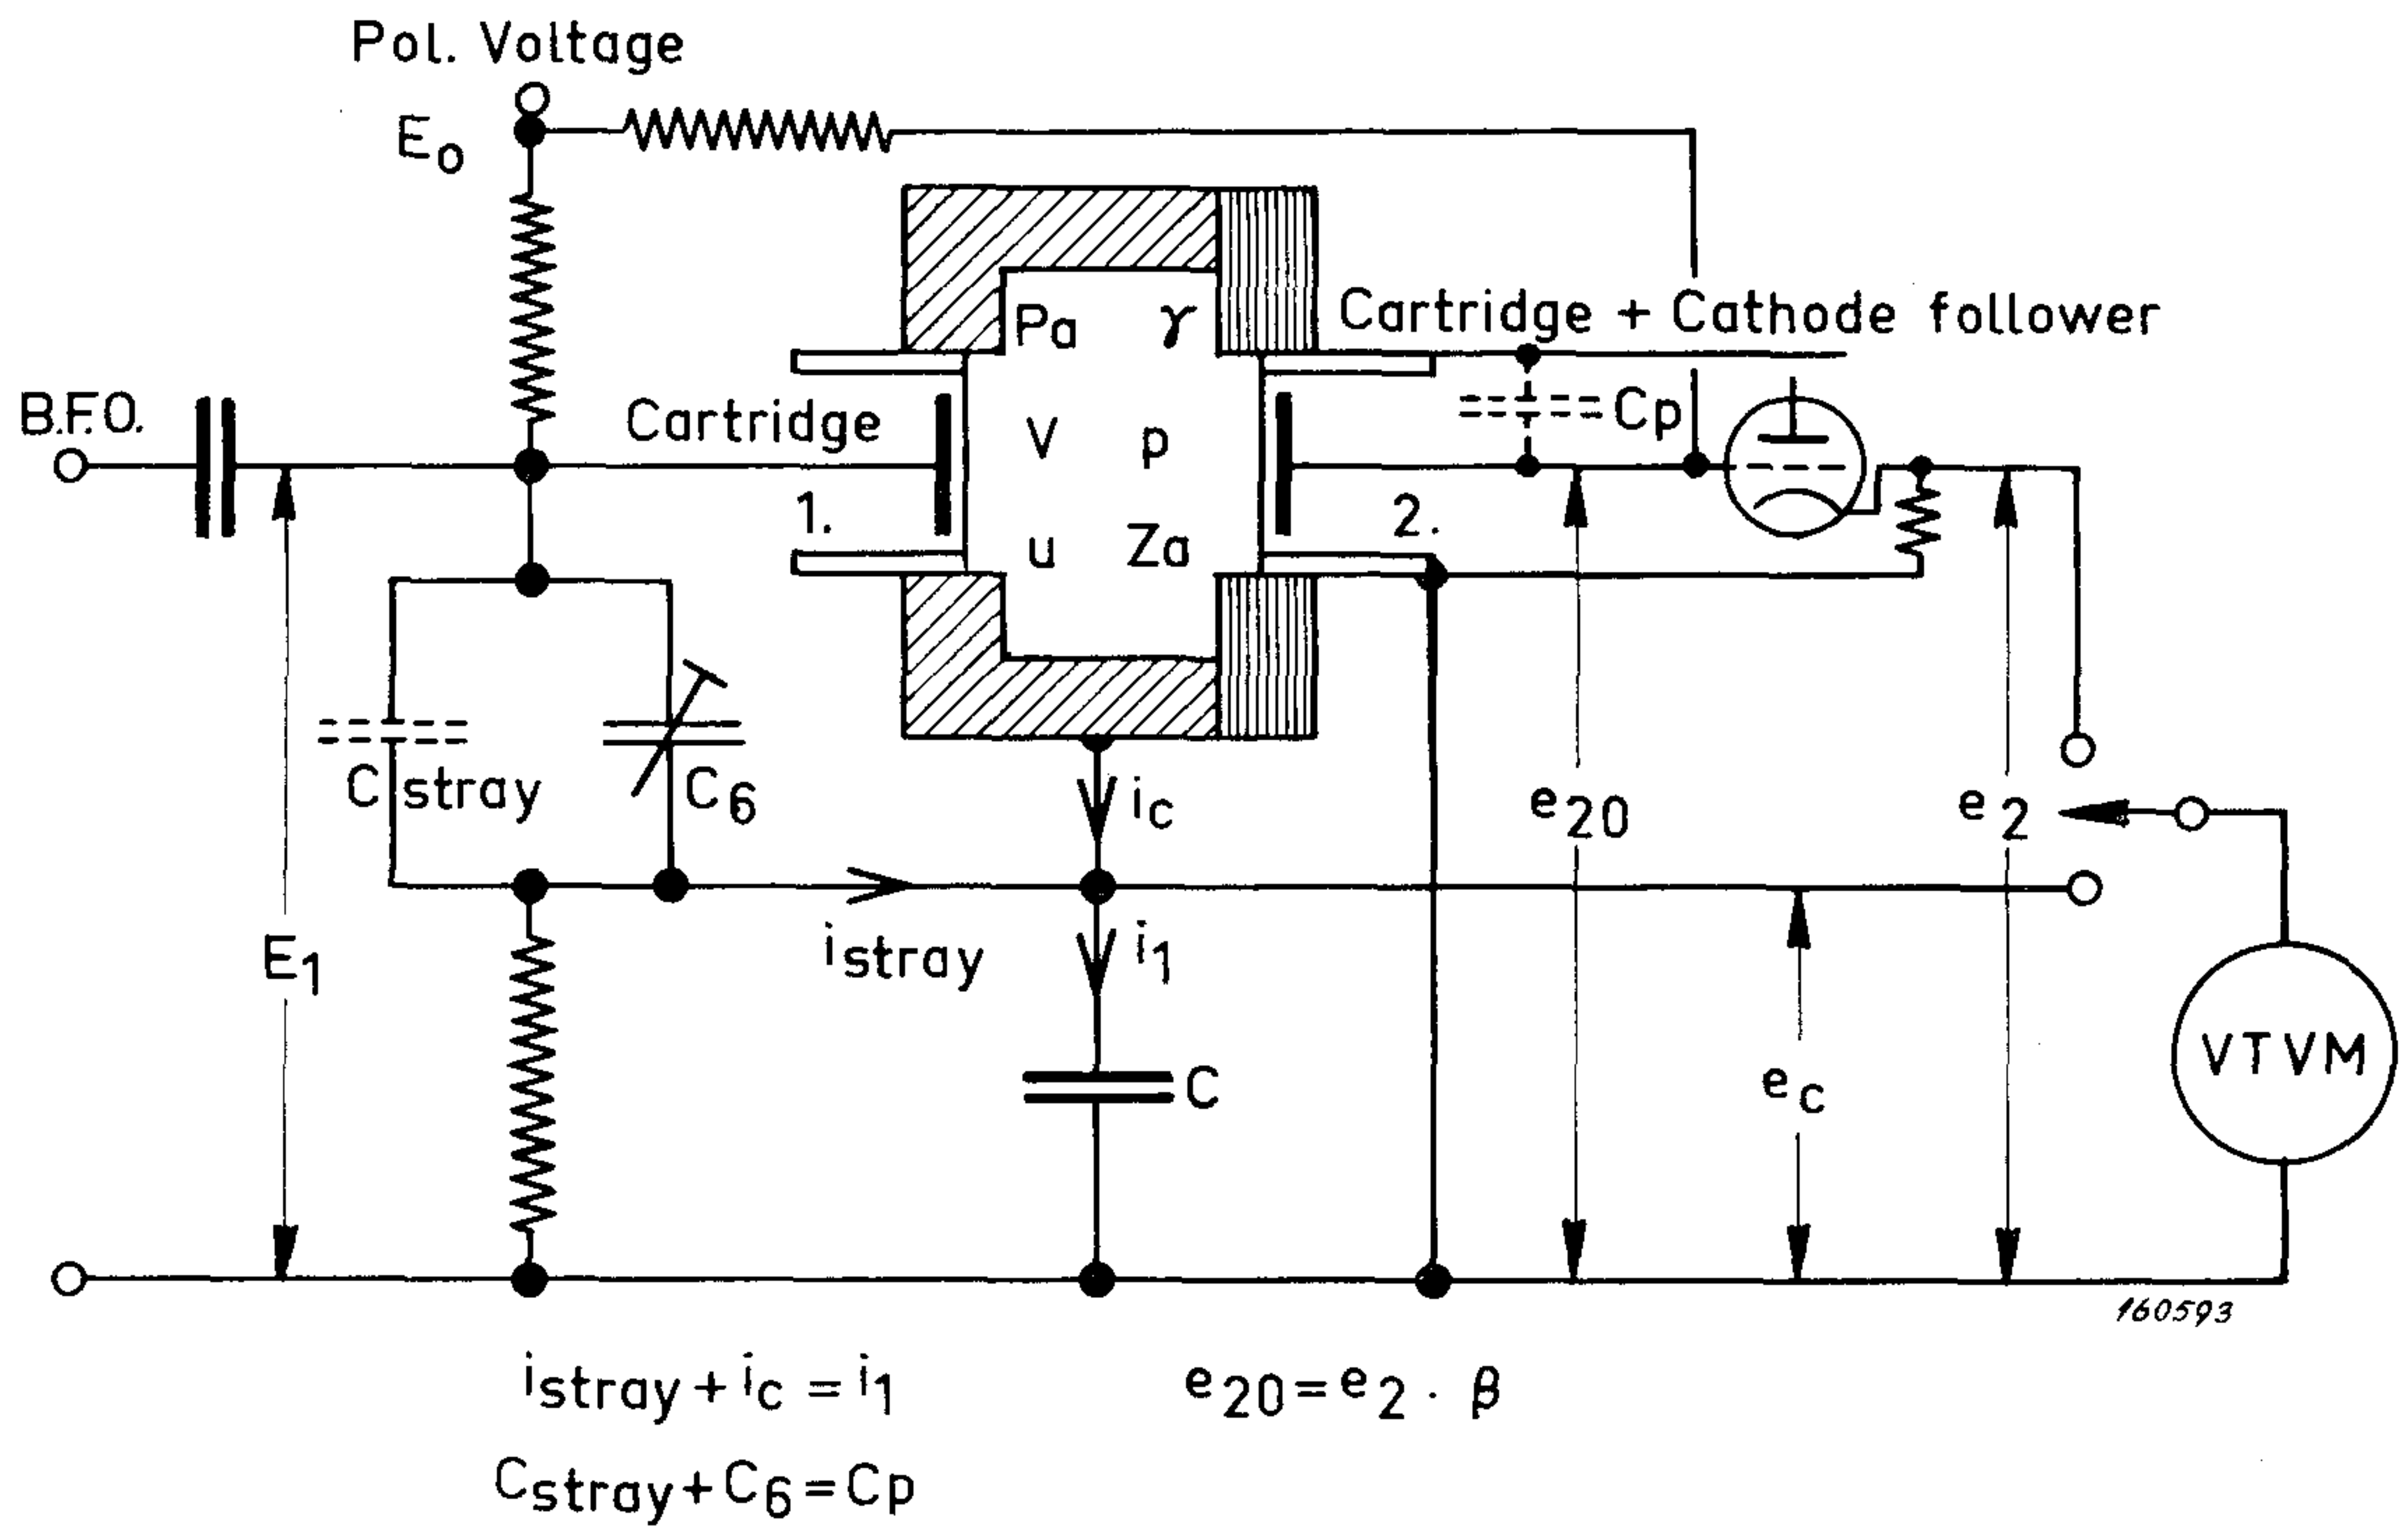 Pol. Voltage
Eo
Pa γ
Cartridge + Cathode follower
B.F.O.
Cartridge
V p
Cp
1.
2.
u Za
C stray
C6
ic
e20
e2
E1
istray
i1
C
ec
VTVM
160593
istray + ic = i1
e20 = e2 · β
Cstray + C6 = Cp